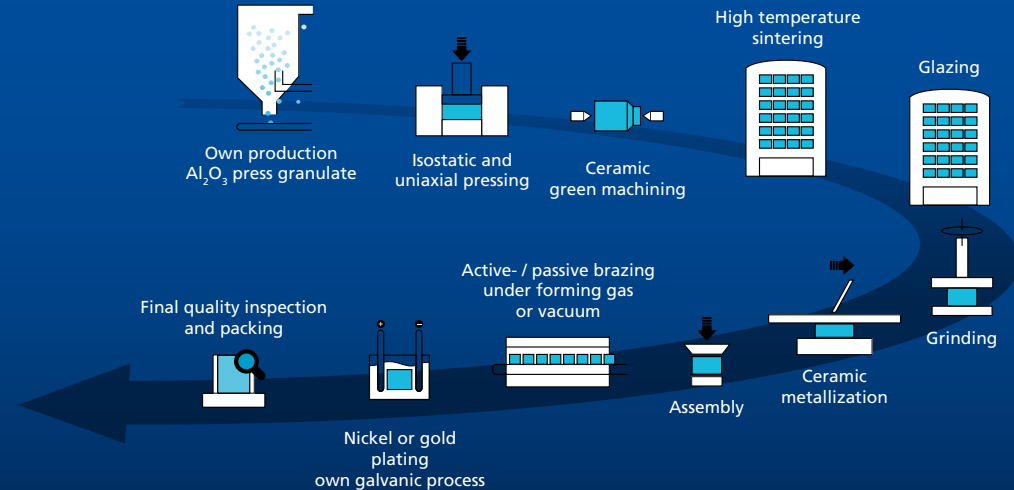 Own production
Al₂O₃ press granulate
Isostatic and
uniaxial pressing
Ceramic
green machining
High temperature
sintering
Glazing
Grinding
Ceramic
metallization
Assembly
Active- / passive brazing
under forming gas
or vacuum
Nickel or gold
plating
own galvanic process
Final quality inspection
and packing